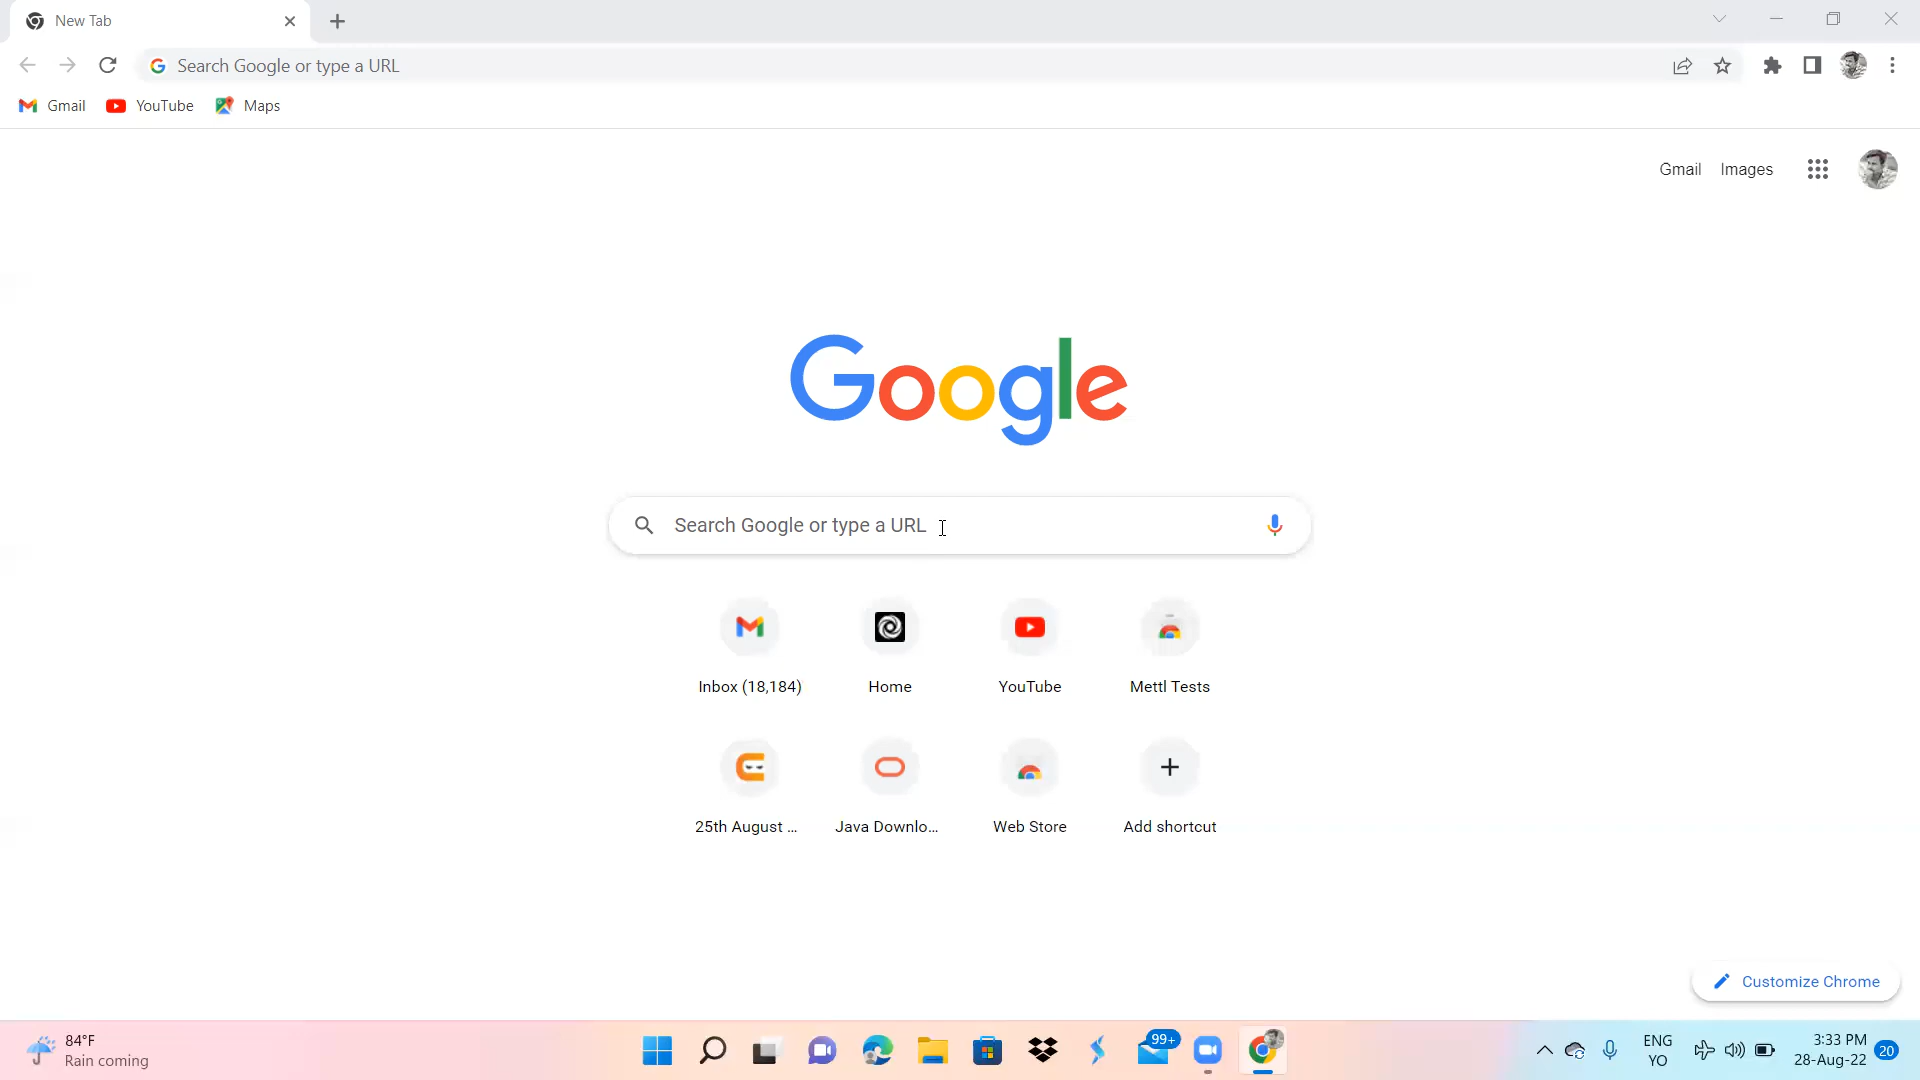 New Tab
Search Google or type a URL
Gmail YouTube Maps
Gmail Images
Google
Search Google or type a URL
Inbox (18,184) Home YouTube Mettl Tests
25th August ... Java Downlo... Web Store Add shortcut
Customize Chrome
84°F
Rain coming
99+
ENG
YO
3:33 PM
28-Aug-22
20